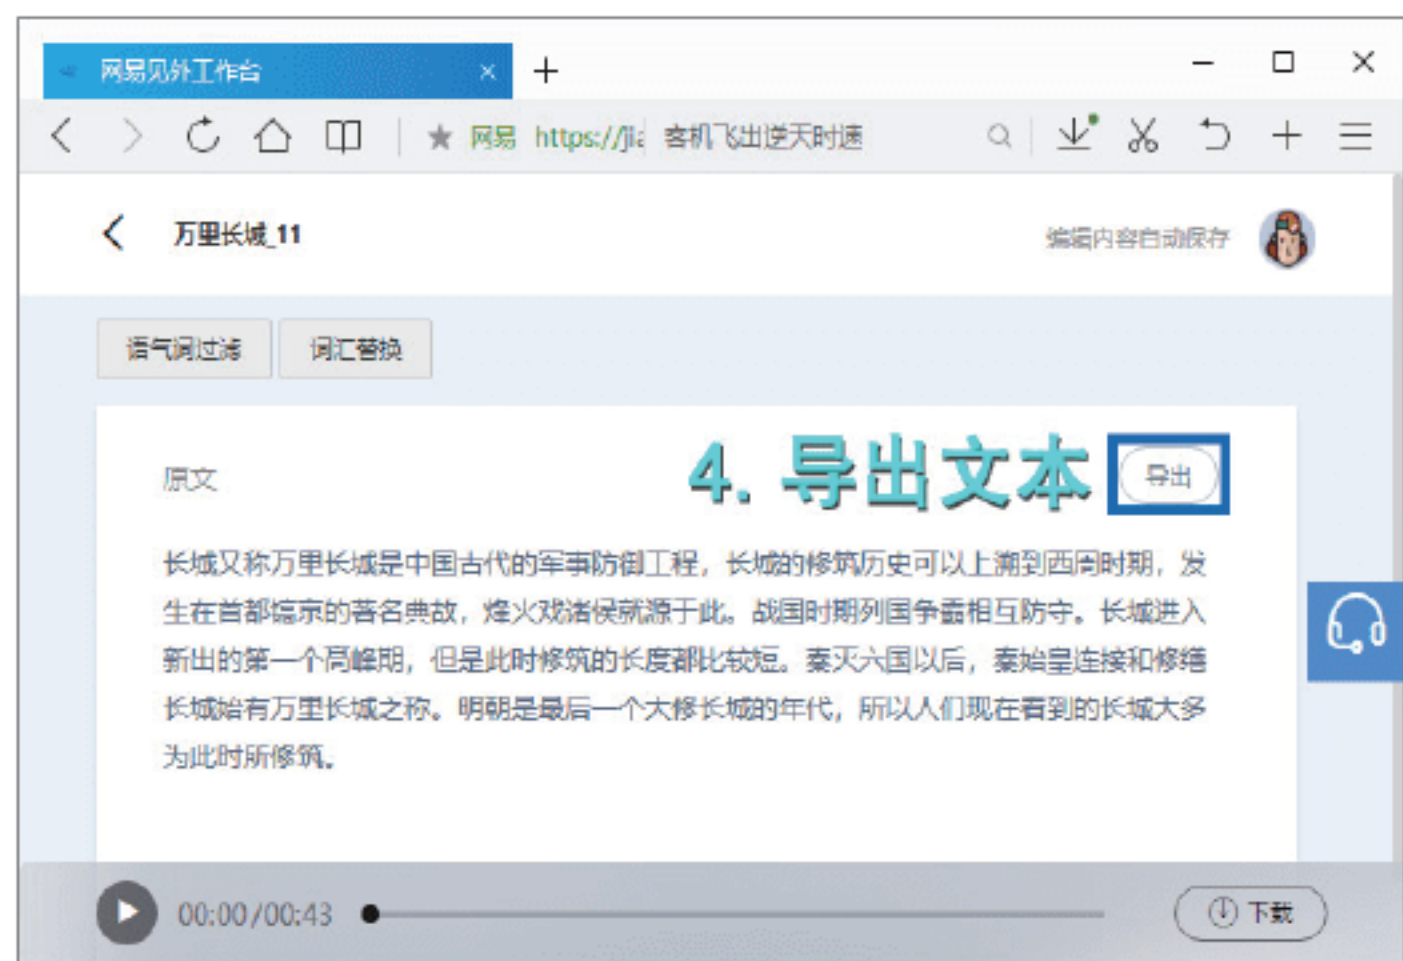 网易见外工作台
网易 https://jia 客机飞出逆天时速
万里长城_11
编辑内容自动保存
语气词过滤 词汇替换
4. 导出文本 导出
原文
长城又称万里长城是中国古代的军事防御工程，长城的修筑历史可以上溯到西周时期，发
生在首都镐京的著名典故，烽火戏诸侯就源于此。战国时期列国争霸相互防守。长城进入
新出的第一个高峰期，但是此时修筑的长度都比较短。秦灭六国以后，秦始皇连接和修缮
长城始有万里长城之称。明朝是最后一个大修长城的年代，所以人们现在看到的长城大多
为此时所修筑。
00:00/00:43
下载